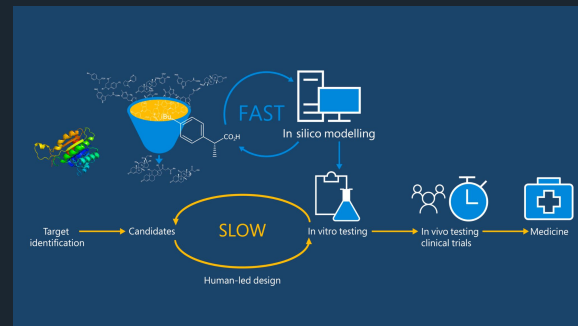 FAST
CO₂H
In silico modelling
SLOW
Target
identification
Candidates
In vitro testing
In vivo testing
clinical trials
Medicine
Human-led design